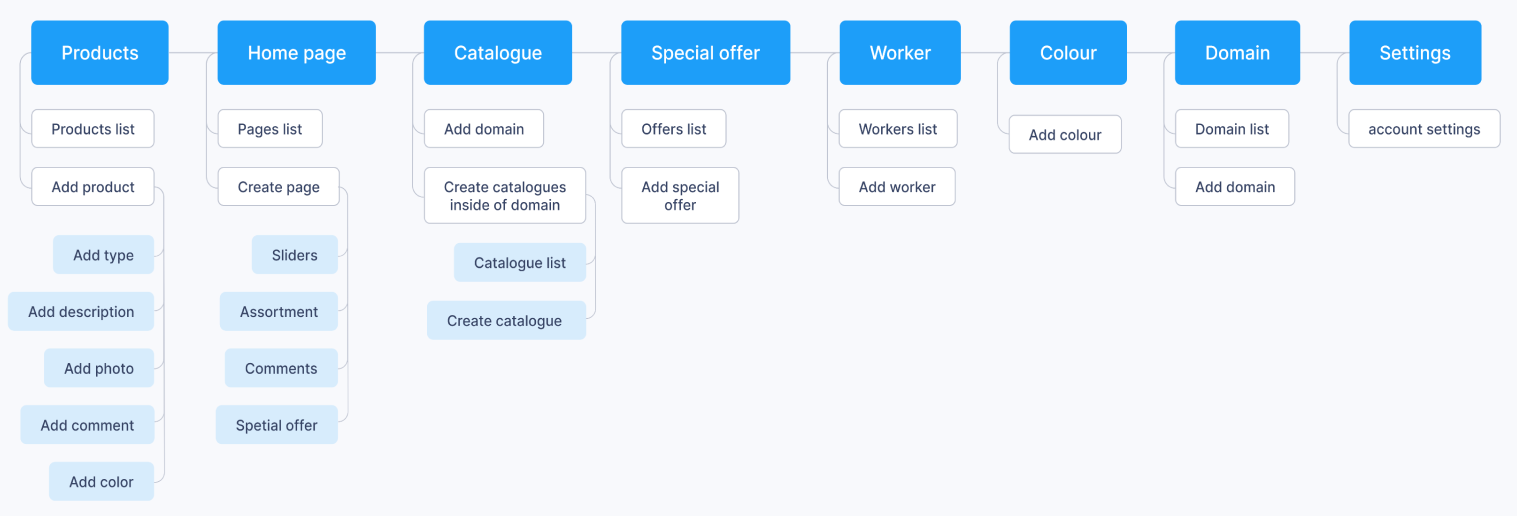 Products
Home page
Catalogue
Special offer
Worker
Colour
Domain
Settings
Products list
Add product
Add type
Add description
Add photo
Add comment
Add color
Pages list
Create page
Sliders
Assortment
Comments
Spetial offer
Add domain
Create catalogues
inside of domain
Catalogue list
Create catalogue
Offers list
Add special
offer
Workers list
Add worker
Add colour
Domain list
Add domain
account settings